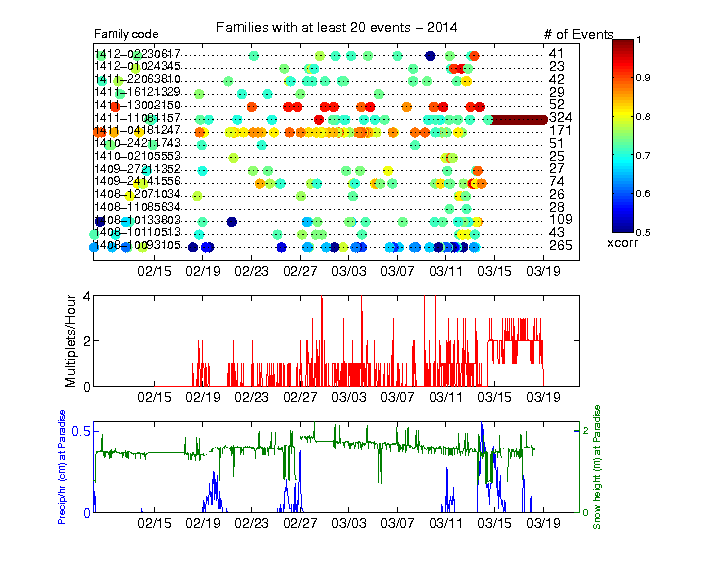 Families with at least 20 events – 2014
Family code
# of Events
1412–02230617 41
1412–01024345 23
1411–22063810 42
1411–16121329 29
1411–13002150 52
1411–11081157 324
1411–04181247 171
1410–24211743 51
1410–02105553 25
1409–27211352 27
1409–24141556 74
1408–12071034 26
1408–11085634 28
1408–10133803 109
1408–10110513 43
1408–10093105 265
02/15 02/19 02/23 02/27 03/03 03/07 03/11 03/15 03/19
1
0.9
0.8
0.7
0.6
0.5
xcorr
Multiplets/Hour
4
2
0
02/15 02/19 02/23 02/27 03/03 03/07 03/11 03/15 03/19
Precip/hr (cm) at Paradise
0.5
0
2
0
Snow height (m) at Paradise
02/15 02/19 02/23 02/27 03/03 03/07 03/11 03/15 03/19